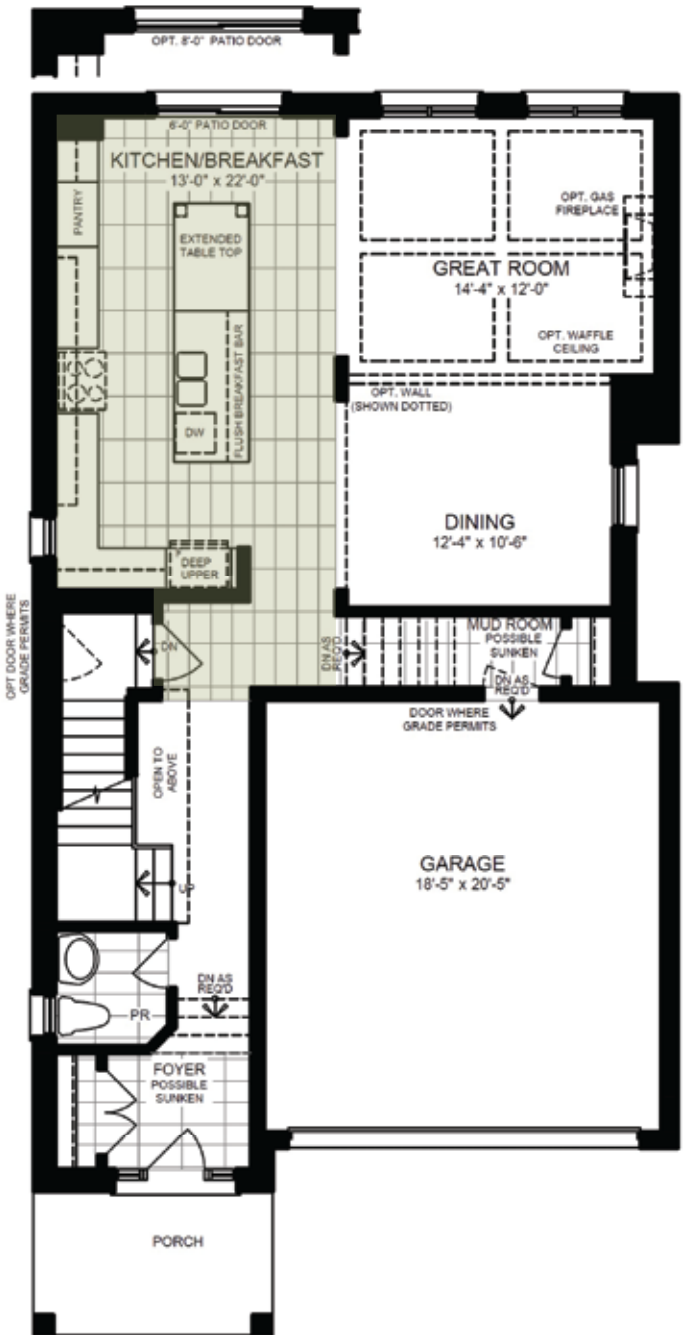 OPT. 8'-0" PATIO DOOR
6'-0" PATIO DOOR
KITCHEN/BREAKFAST
13'-0" x 22'-0"
PANTRY
EXTENDED
TABLE TOP
FLUSH BREAKFAST BAR
DW
DEEP
UPPER
OPT. GAS
FIREPLACE
GREAT ROOM
14'-4" x 12'-0"
OPT. WAFFLE
CEILING
OPT. WALL
(SHOWN DOTTED)
DINING
12'-4" x 10'-6"
OPT DOOR WHERE
GRADE PERMITS
DN
DN AS
REQ'D
MUD ROOM
POSSIBLE
SUNKEN
DN AS
REQ'D
DOOR WHERE
GRADE PERMITS
OPEN TO
ABOVE
UP
GARAGE
18'-5" x 20'-5"
DN AS
REQ'D
PR
FOYER
POSSIBLE
SUNKEN
PORCH